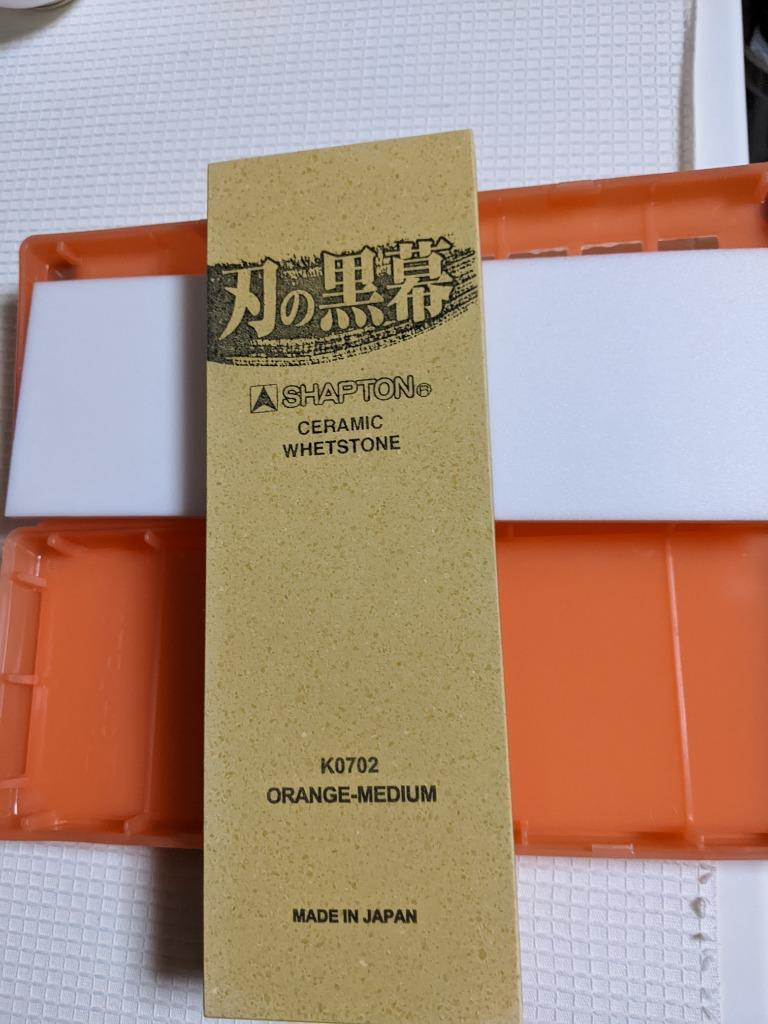 刃の黒幕
SHAPTON®
CERAMIC
WHETSTONE
K0702
ORANGE-MEDIUM
MADE IN JAPAN